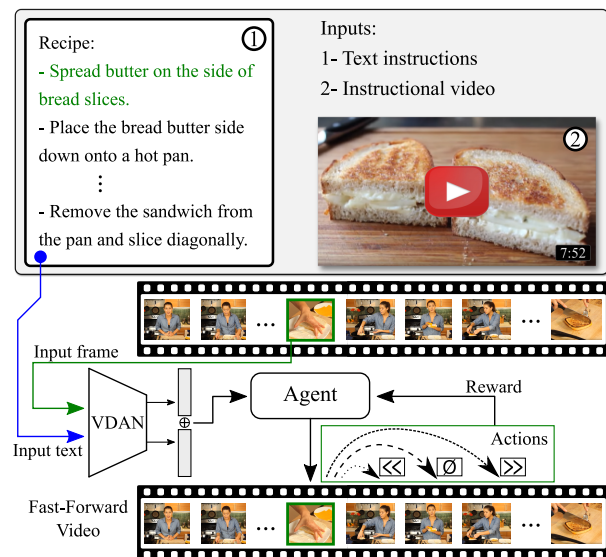 Recipe:
①
- Spread butter on the side of
bread slices.
- Place the bread butter side
down onto a hot pan.
⋮
- Remove the sandwich from
the pan and slice diagonally.
Inputs:
1- Text instructions
2- Instructional video
②
7:52
Input frame
VDAN
Input text
⊕
Agent
Reward
Actions
<< Ø >>
Fast-Forward
Video
... ...
... ...